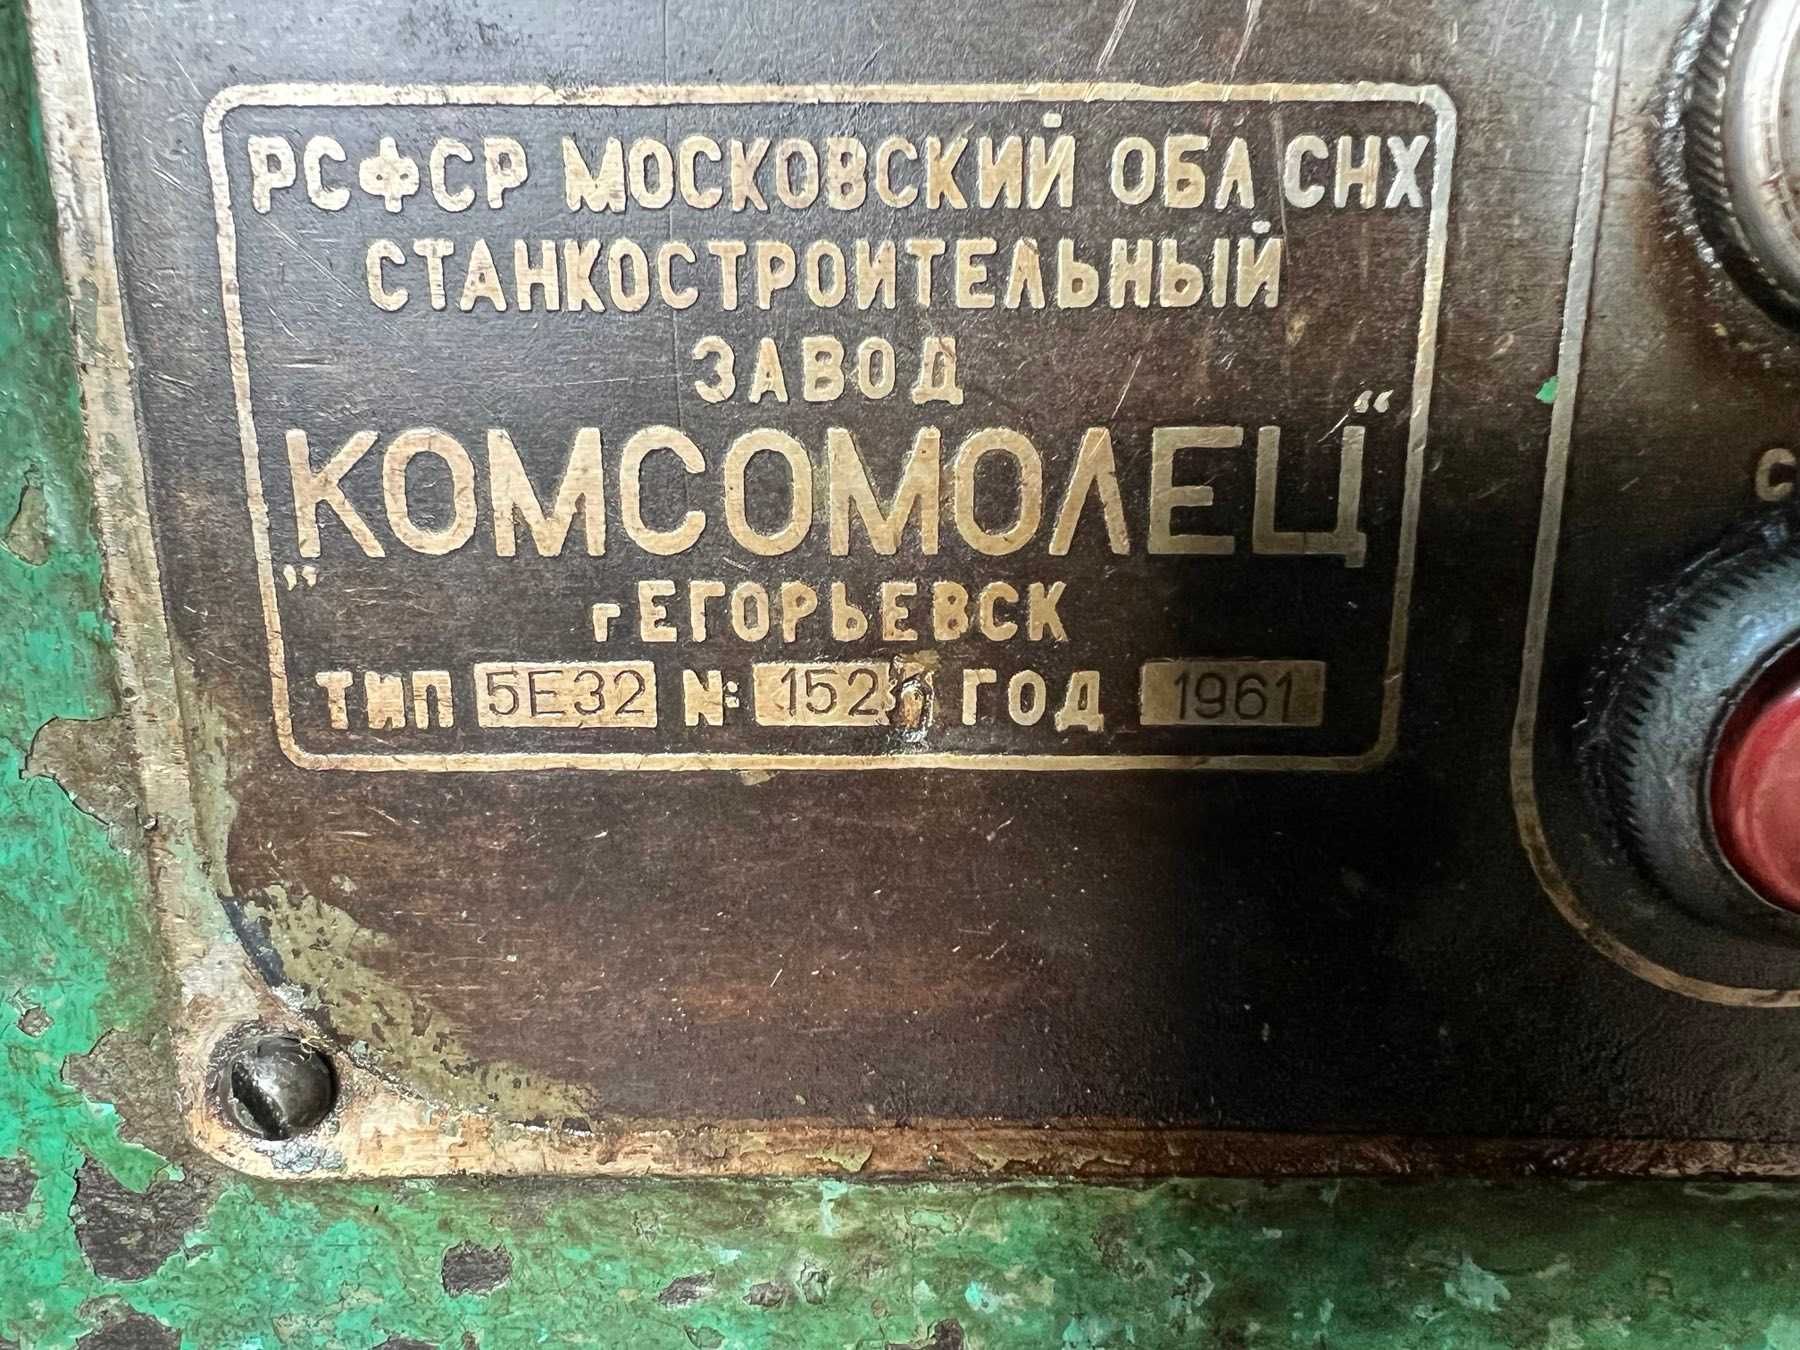 РСФСР МОСКОВСКИЙ ОБЛ СНХ
СТАНКОСТРОИТЕЛЬНЫЙ
ЗАВОД
„КОМСОМОЛЕЦ“
г ЕГОРЬЕВСК
ТИП 5Е32 №: ГОД 1961